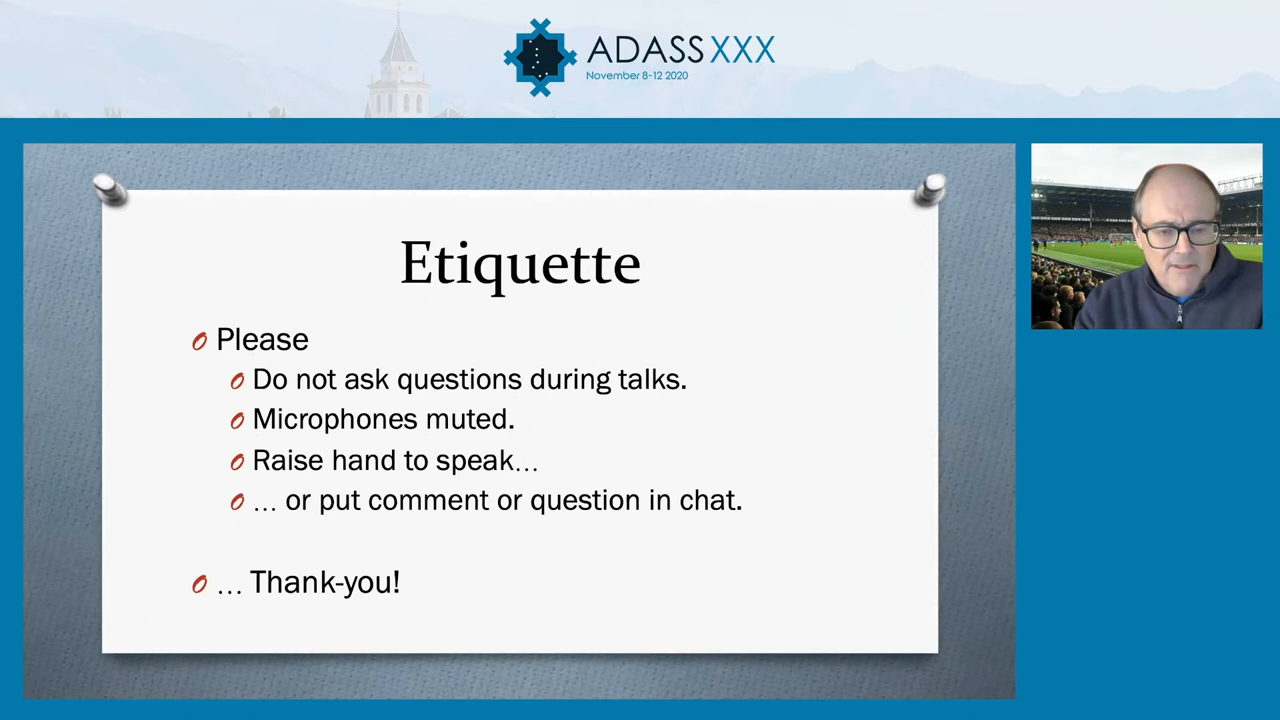 ADASS XXX
November 8-12 2020
Etiquette
Please
Do not ask questions during talks.
Microphones muted.
Raise hand to speak…
… or put comment or question in chat.
… Thank-you!